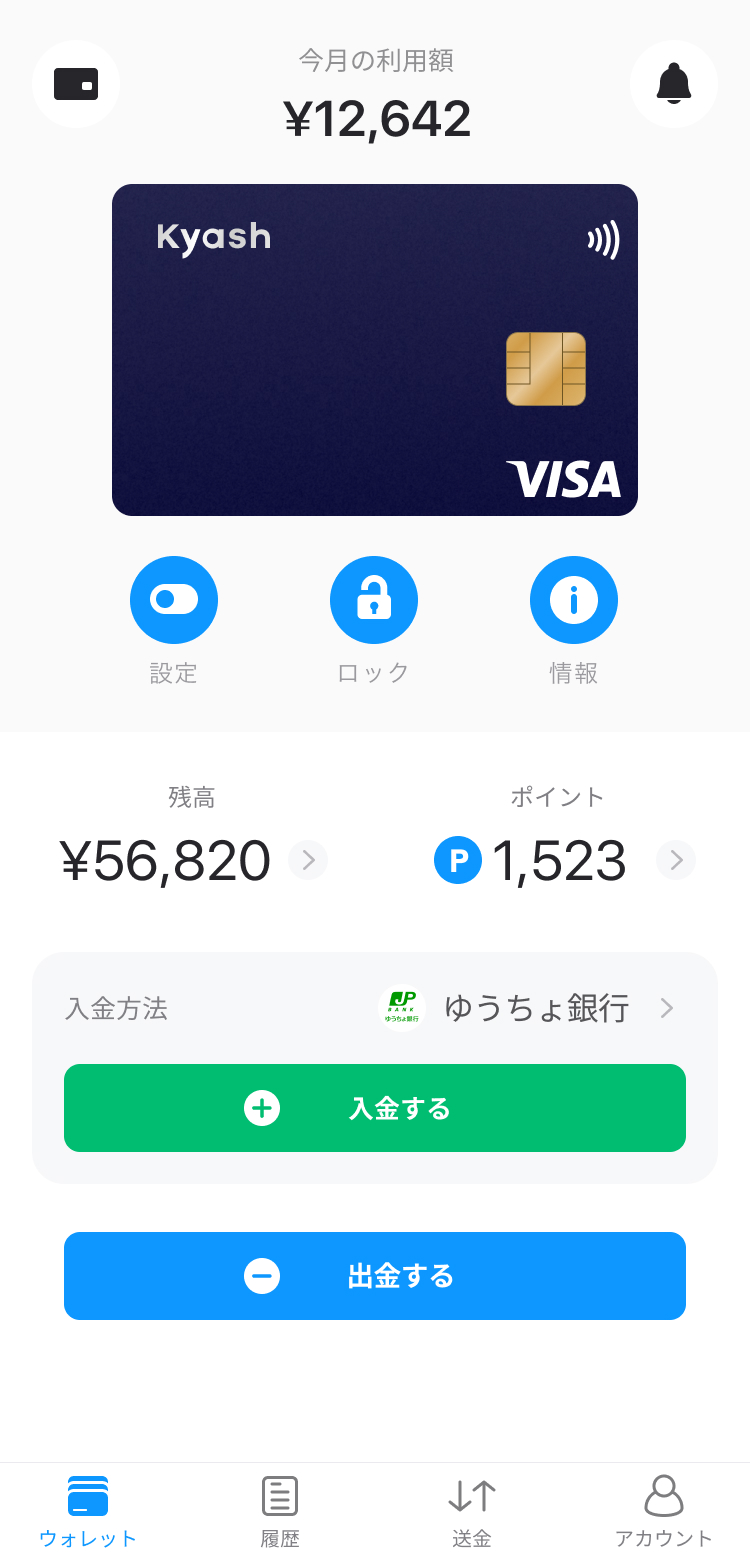 今月の利用額
¥12,642
Kyash
VISA
設定
ロック
情報
残高
ポイント
¥56,820
P 1,523
入金方法
JP
BANK
ゆうちょ銀行
ゆうちょ銀行
入金する
出金する
ウォレット
履歴
送金
アカウント